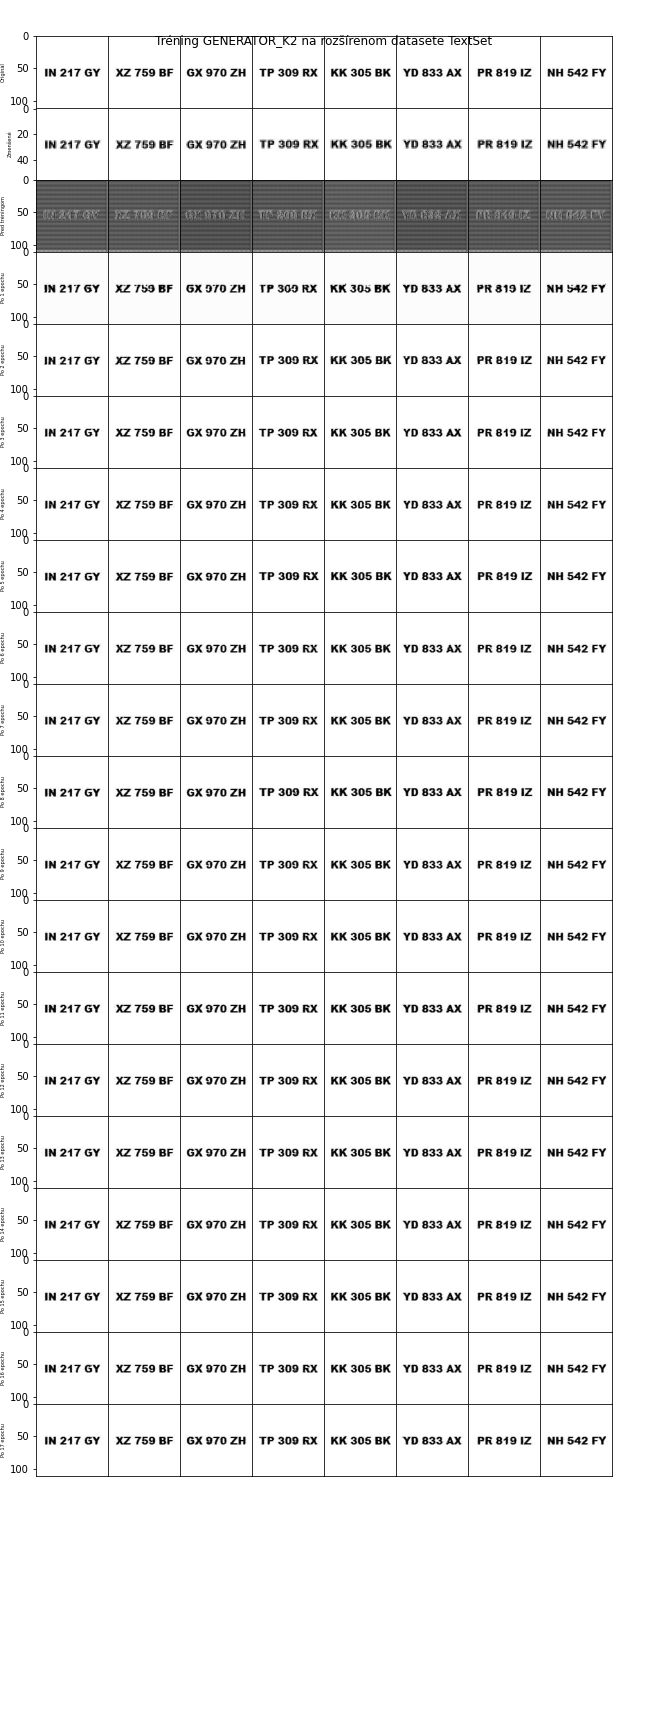 Tréning GENERATOR_K2 na rozšírenom datasete TextSet
0
50
100
Original
IN 217 GY XZ 759 BF GX 970 ZH TP 309 RX KK 305 BK YD 833 AX PR 819 IZ NH 542 FY
0
20
40
Zmenšené
IN 217 GY XZ 759 BF GX 970 ZH TP 309 RX KK 305 BK YD 833 AX PR 819 IZ NH 542 FY
0
50
100
Pred tréningom
0
50
100
Po 1 epochu
IN 217 GY XZ 759 BF GX 970 ZH TP 309 RX KK 305 BK YD 833 AX PR 819 IZ NH 542 FY
0
50
100
Po 2 epochu
IN 217 GY XZ 759 BF GX 970 ZH TP 309 RX KK 305 BK YD 833 AX PR 819 IZ NH 542 FY
0
50
100
Po 3 epochu
IN 217 GY XZ 759 BF GX 970 ZH TP 309 RX KK 305 BK YD 833 AX PR 819 IZ NH 542 FY
0
50
100
Po 4 epochu
IN 217 GY XZ 759 BF GX 970 ZH TP 309 RX KK 305 BK YD 833 AX PR 819 IZ NH 542 FY
0
50
100
Po 5 epochu
IN 217 GY XZ 759 BF GX 970 ZH TP 309 RX KK 305 BK YD 833 AX PR 819 IZ NH 542 FY
0
50
100
Po 6 epochu
IN 217 GY XZ 759 BF GX 970 ZH TP 309 RX KK 305 BK YD 833 AX PR 819 IZ NH 542 FY
0
50
100
Po 7 epochu
IN 217 GY XZ 759 BF GX 970 ZH TP 309 RX KK 305 BK YD 833 AX PR 819 IZ NH 542 FY
0
50
100
Po 8 epochu
IN 217 GY XZ 759 BF GX 970 ZH TP 309 RX KK 305 BK YD 833 AX PR 819 IZ NH 542 FY
0
50
100
Po 9 epochu
IN 217 GY XZ 759 BF GX 970 ZH TP 309 RX KK 305 BK YD 833 AX PR 819 IZ NH 542 FY
0
50
100
Po 10 epochu
IN 217 GY XZ 759 BF GX 970 ZH TP 309 RX KK 305 BK YD 833 AX PR 819 IZ NH 542 FY
0
50
100
Po 11 epochu
IN 217 GY XZ 759 BF GX 970 ZH TP 309 RX KK 305 BK YD 833 AX PR 819 IZ NH 542 FY
0
50
100
Po 12 epochu
IN 217 GY XZ 759 BF GX 970 ZH TP 309 RX KK 305 BK YD 833 AX PR 819 IZ NH 542 FY
0
50
100
Po 13 epochu
IN 217 GY XZ 759 BF GX 970 ZH TP 309 RX KK 305 BK YD 833 AX PR 819 IZ NH 542 FY
0
50
100
Po 14 epochu
IN 217 GY XZ 759 BF GX 970 ZH TP 309 RX KK 305 BK YD 833 AX PR 819 IZ NH 542 FY
0
50
100
Po 15 epochu
IN 217 GY XZ 759 BF GX 970 ZH TP 309 RX KK 305 BK YD 833 AX PR 819 IZ NH 542 FY
0
50
100
Po 16 epochu
IN 217 GY XZ 759 BF GX 970 ZH TP 309 RX KK 305 BK YD 833 AX PR 819 IZ NH 542 FY
0
50
100
Po 17 epochu
IN 217 GY XZ 759 BF GX 970 ZH TP 309 RX KK 305 BK YD 833 AX PR 819 IZ NH 542 FY